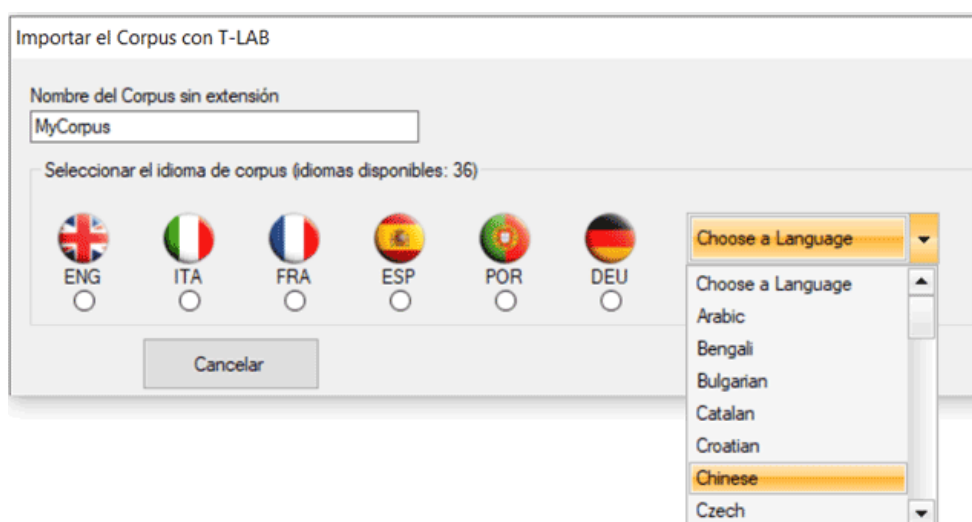 Importar el Corpus con T-LAB
Nombre del Corpus sin extensión
MyCorpus
Seleccionar el idioma de corpus (idiomas disponibles: 36)
ENG ITA FRA ESP POR DEU
Choose a Language
Choose a Language
Arabic
Bengali
Bulgarian
Catalan
Croatian
Chinese
Czech
Cancelar